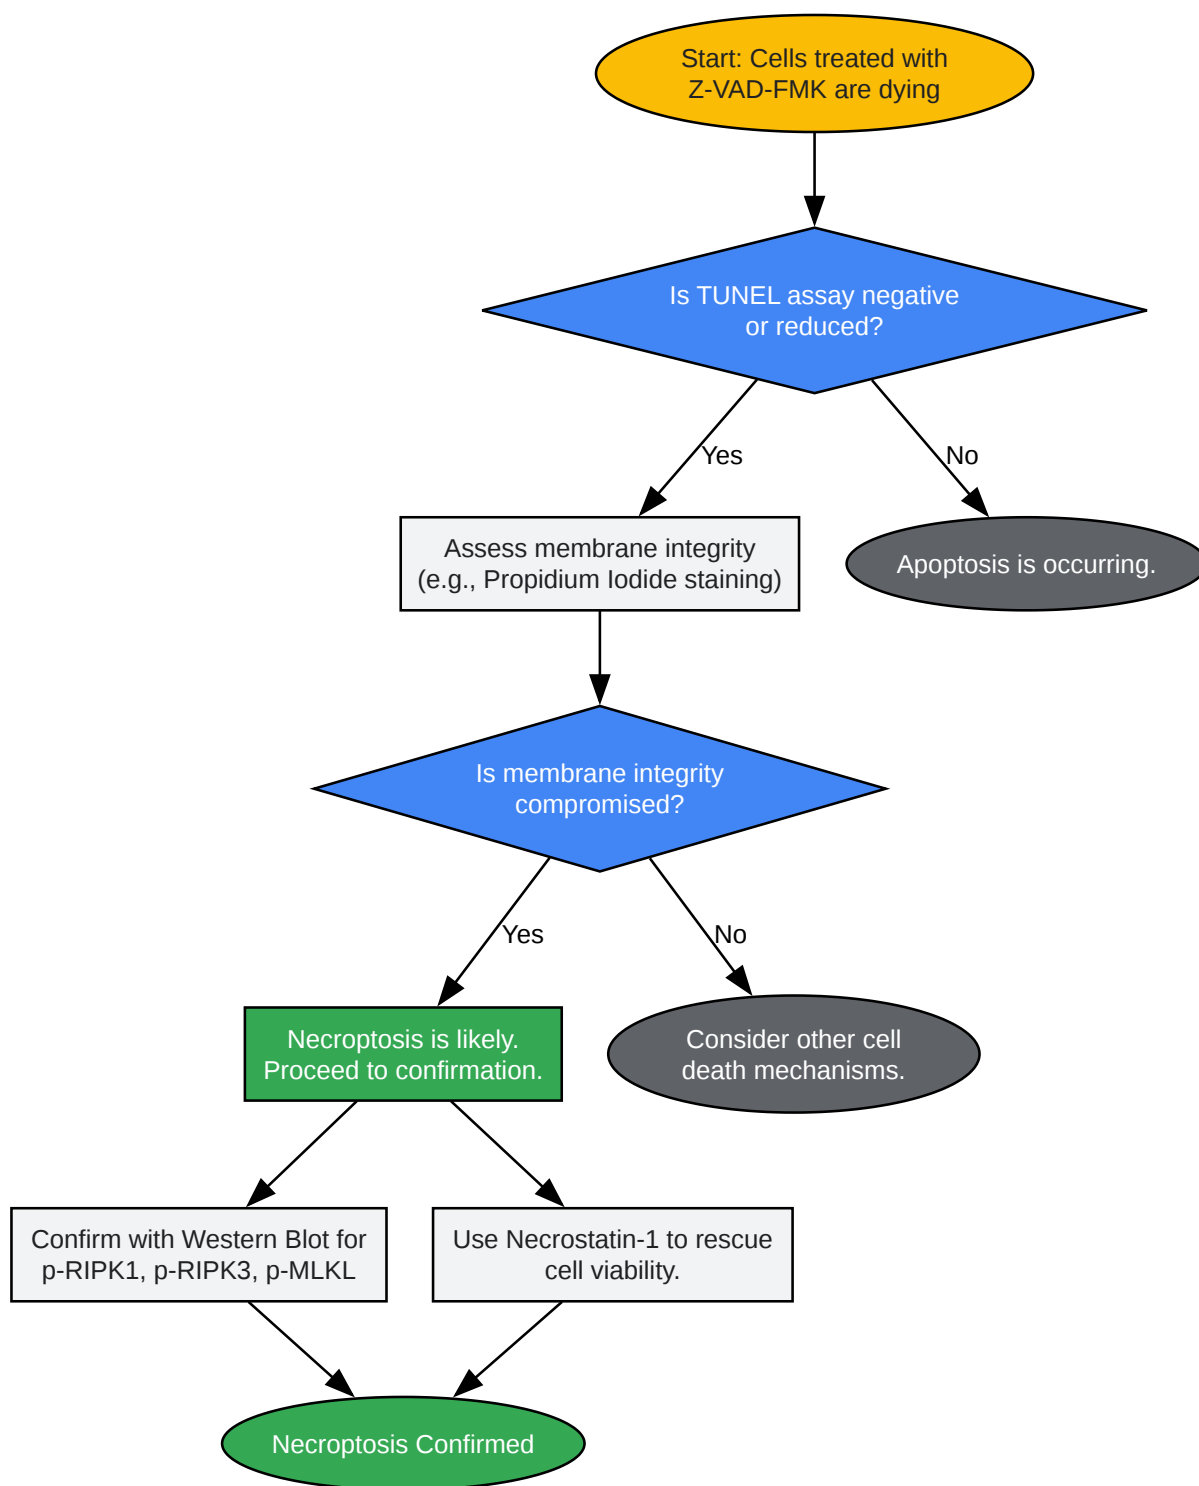 Start: Cells treated with
Z-VAD-FMK are dying
Is TUNEL assay negative
or reduced?
Yes
No
Assess membrane integrity
(e.g., Propidium Iodide staining)
Apoptosis is occurring.
Is membrane integrity
compromised?
Yes
No
Necroptosis is likely.
Proceed to confirmation.
Consider other cell
death mechanisms.
Confirm with Western Blot for
p-RIPK1, p-RIPK3, p-MLKL
Use Necrostatin-1 to rescue
cell viability.
Necroptosis Confirmed